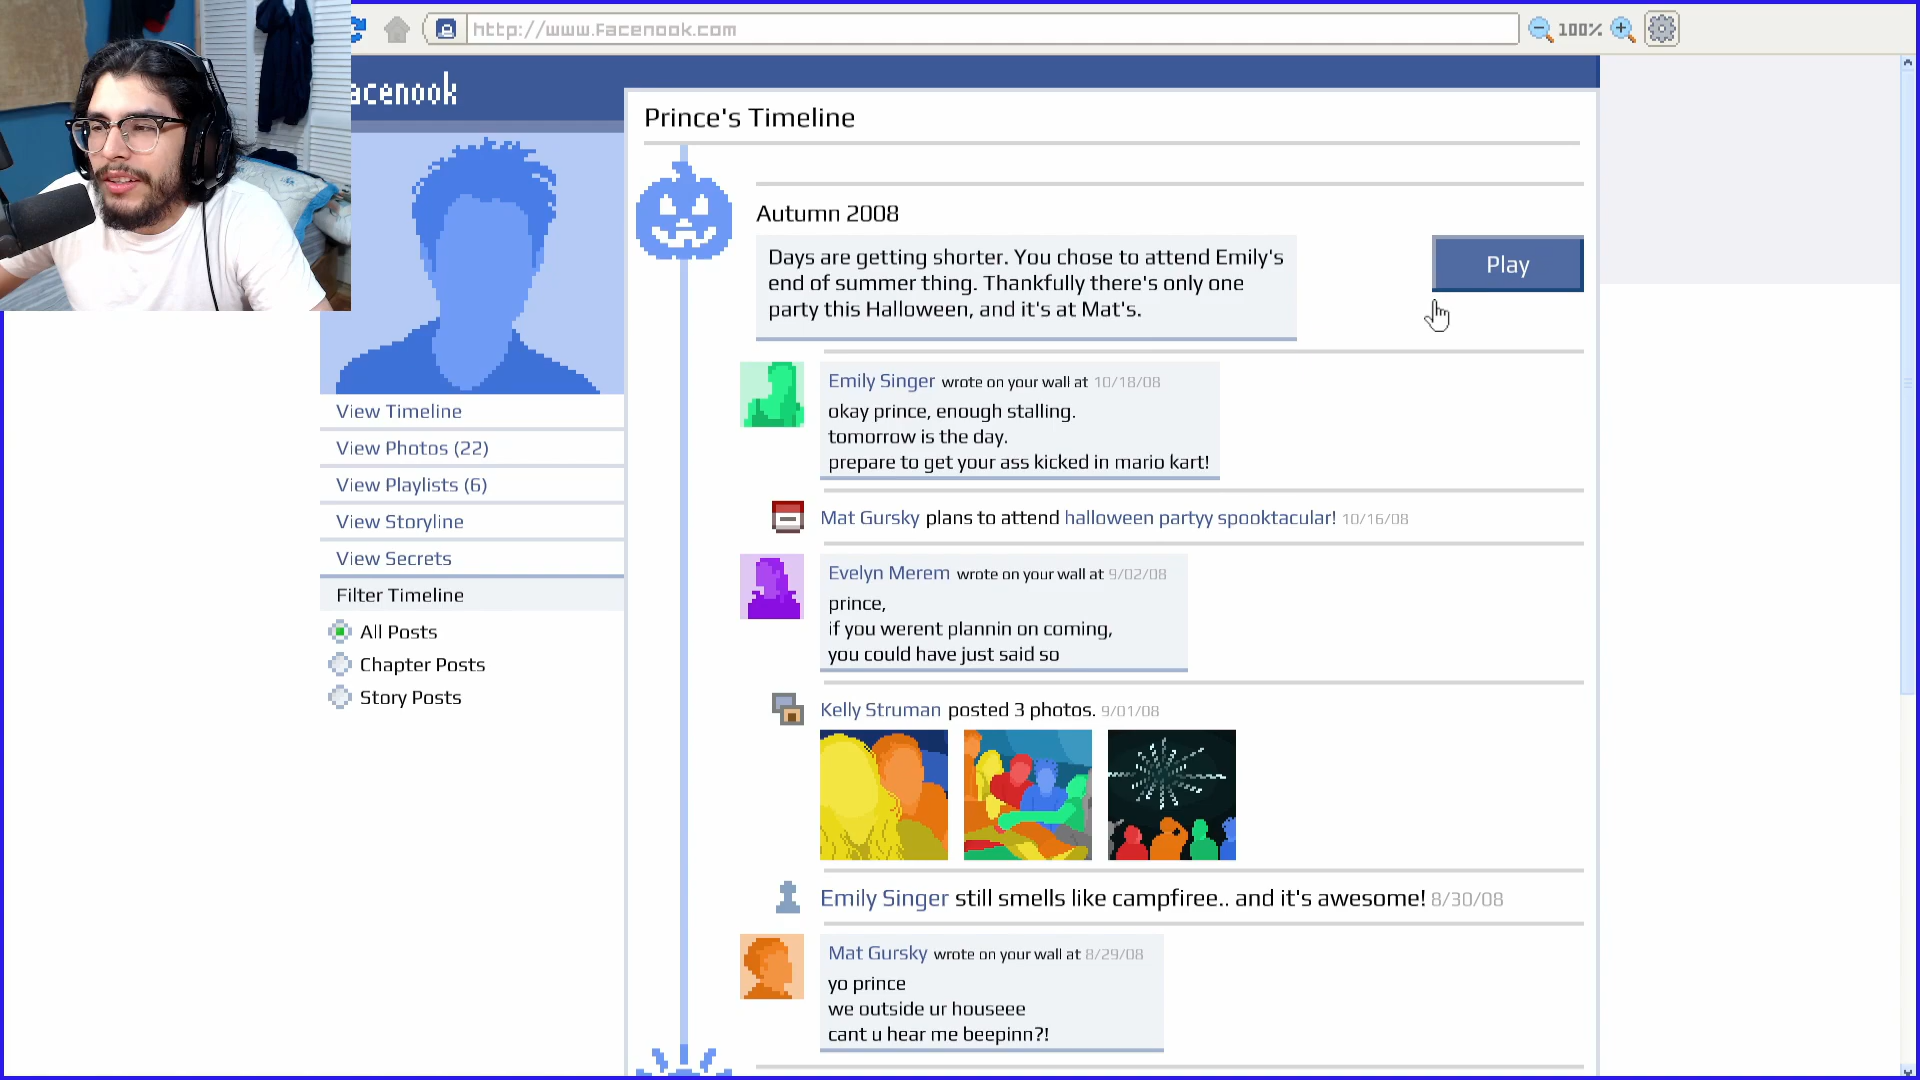 http://www.Facenook.com
100%
acenook
Prince's Timeline
Autumn 2008
Days are getting shorter. You chose to attend Emily's
end of summer thing. Thankfully there's only one
party this Halloween, and it's at Mat's.
Play
Emily Singer wrote on your wall at 10/18/08
okay prince, enough stalling.
tomorrow is the day.
prepare to get your ass kicked in mario kart!
View Timeline
View Photos (22)
View Playlists (6)
View Storyline
View Secrets
Filter Timeline
All Posts
Chapter Posts
Story Posts
Mat Gursky plans to attend halloween partyy spooktacular! 10/16/08
Evelyn Merem wrote on your wall at 9/02/08
prince,
if you werent plannin on coming,
you could have just said so
Kelly Struman posted 3 photos. 9/01/08
Emily Singer still smells like campfiree.. and it's awesome! 8/30/08
Mat Gursky wrote on your wall at 8/29/08
yo prince
we outside ur houseee
cant u hear me beepinn?!